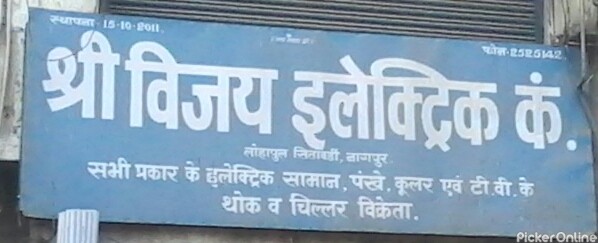 स्थापना-15-10-2011.
फोन-2525142
श्री विजय इलेक्ट्रिक कं.
लोहापुल सिताबर्डी, नागपुर.
सभी प्रकार के इलेक्ट्रिक सामान, पंखे, कूलर एवं टी.वी. के
थोक व चिल्लर विक्रेता.
PickerOnline